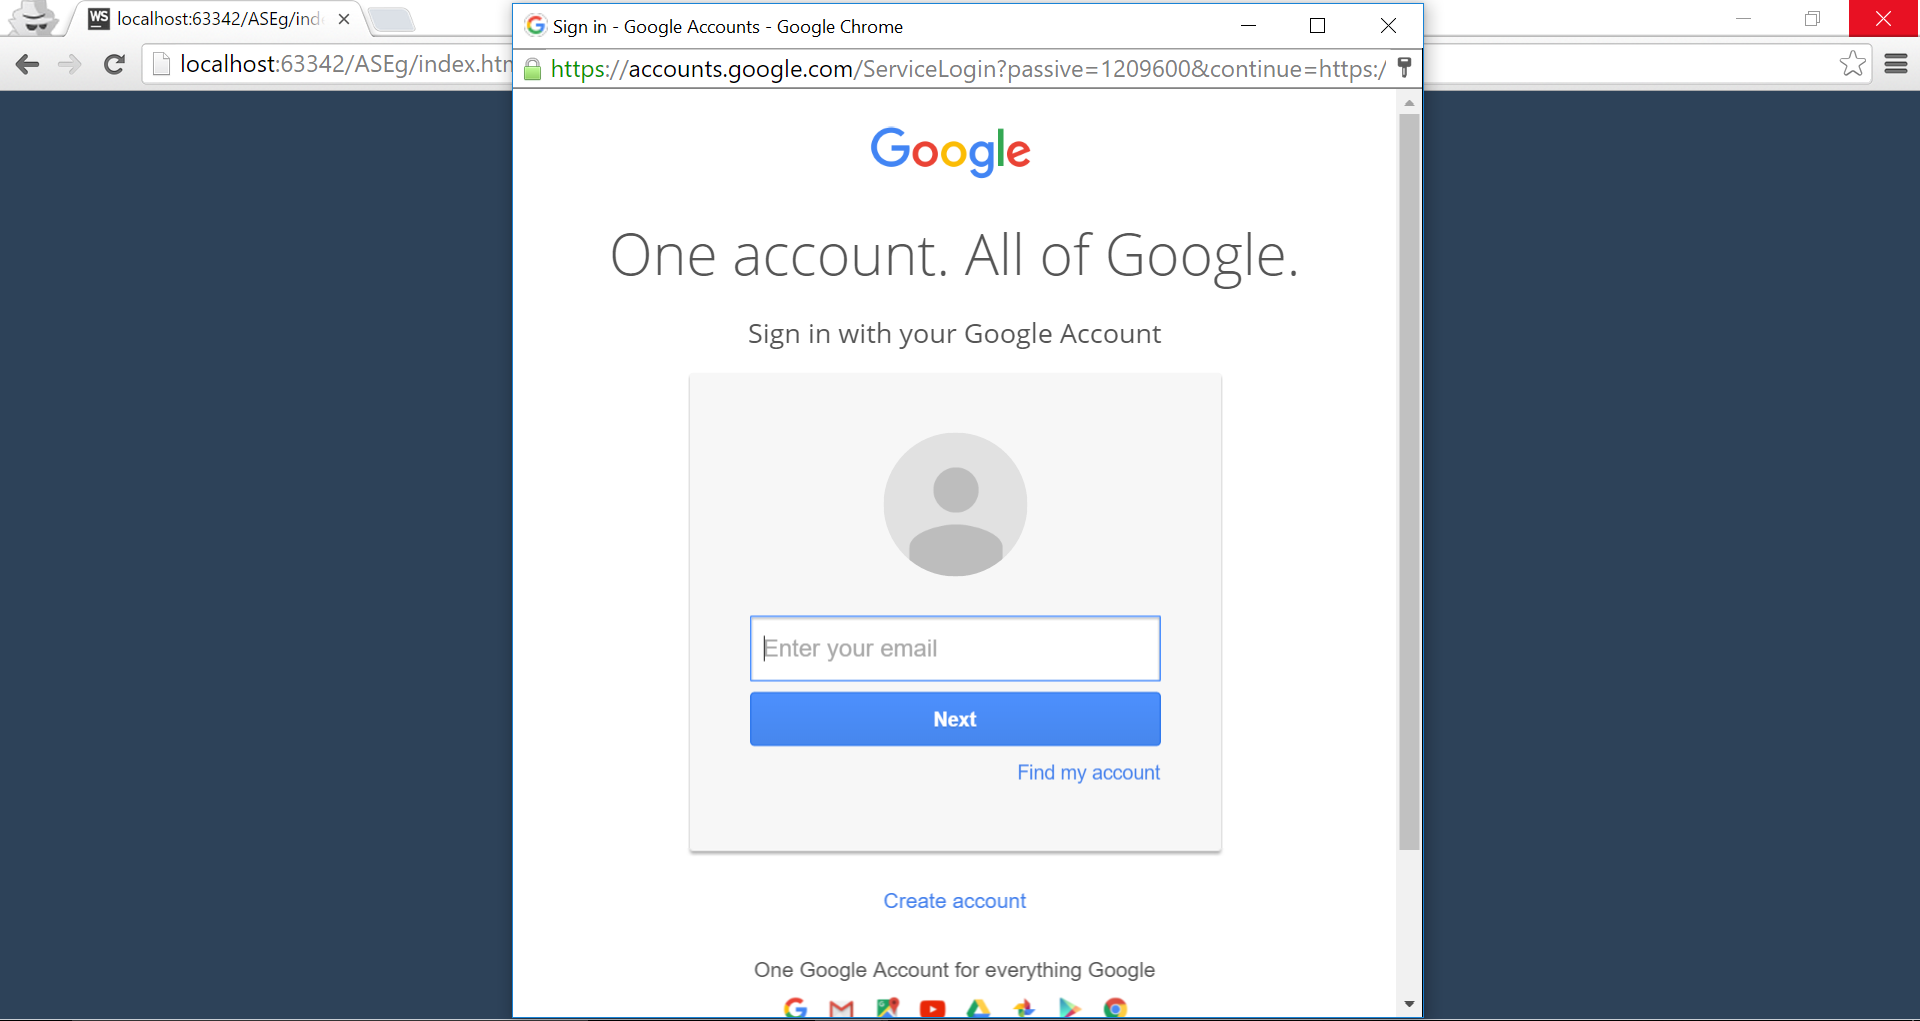 WS localhost:63342/ASEg/ind
localhost:63342/ASEg/index.htm
Sign in - Google Accounts - Google Chrome
https://accounts.google.com/ServiceLogin?passive=1209600&continue=https:/
Google
One account. All of Google.
Sign in with your Google Account
Enter your email
Next
Find my account
Create account
One Google Account for everything Google